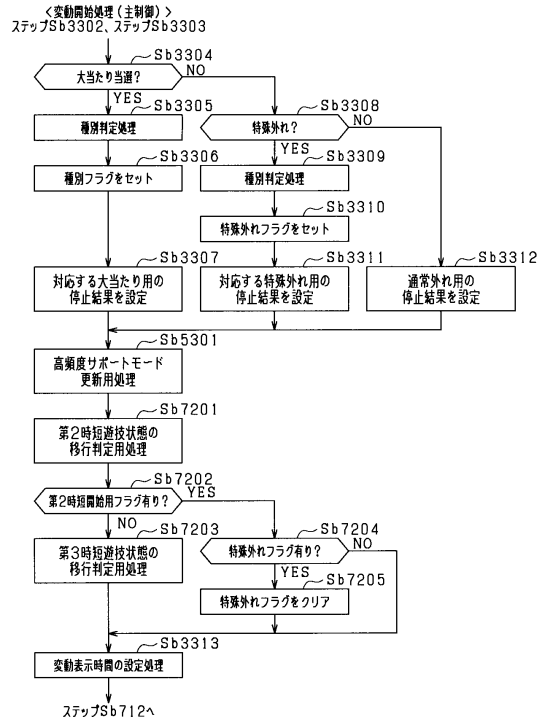 ＜変動開始処理（主制御）＞
ステップSb3302、ステップSb3303
Sb3304
大当たり当選？
NO
YES
Sb3305
種別判定処理
Sb3306
種別フラグをセット
Sb3307
対応する大当たり用の
停止結果を設定
Sb3308
特殊外れ？
NO
YES
Sb3309
種別判定処理
Sb3310
特殊外れフラグをセット
Sb3311
対応する特殊外れ用の
停止結果を設定
Sb3312
通常外れ用の
停止結果を設定
Sb5301
高頻度サポートモード
更新用処理
Sb7201
第2時短遊技状態の
移行判定用処理
Sb7202
第2時短開始用フラグ有り？
YES
NO
Sb7203
第3時短遊技状態の
移行判定用処理
Sb7204
特殊外れフラグ有り？
NO
YES
Sb7205
特殊外れフラグをクリア
Sb3313
変動表示時間の設定処理
ステップSb712へ